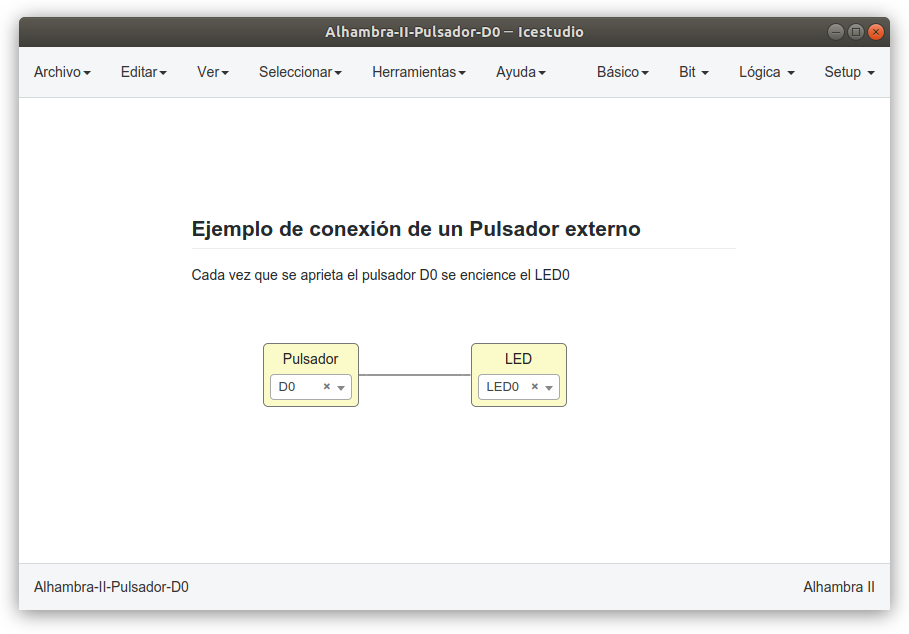 Alhambra-II-Pulsador-D0 ─ Icestudio
Archivo Editar Ver Seleccionar Herramientas Ayuda Básico Bit Lógica Setup
Ejemplo de conexión de un Pulsador externo
Cada vez que se aprieta el pulsador D0 se encience el LED0
Pulsador LED
D0 LED0
Alhambra-II-Pulsador-D0 Alhambra II